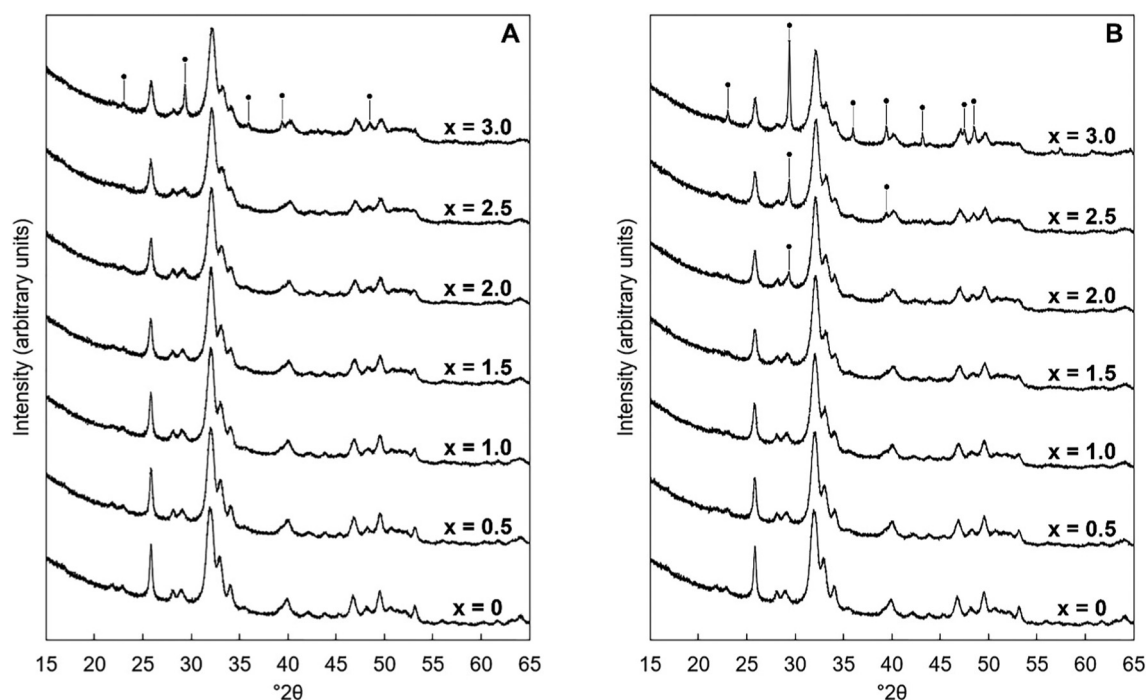 A
x = 3.0
x = 2.5
x = 2.0
x = 1.5
x = 1.0
x = 0.5
x = 0
Intensity (arbitrary units)
15 20 25 30 35 40 45 50 55 60 65
°2θ
B
x = 3.0
x = 2.5
x = 2.0
x = 1.5
x = 1.0
x = 0.5
x = 0
Intensity (arbitrary units)
15 20 25 30 35 40 45 50 55 60 65
°2θ